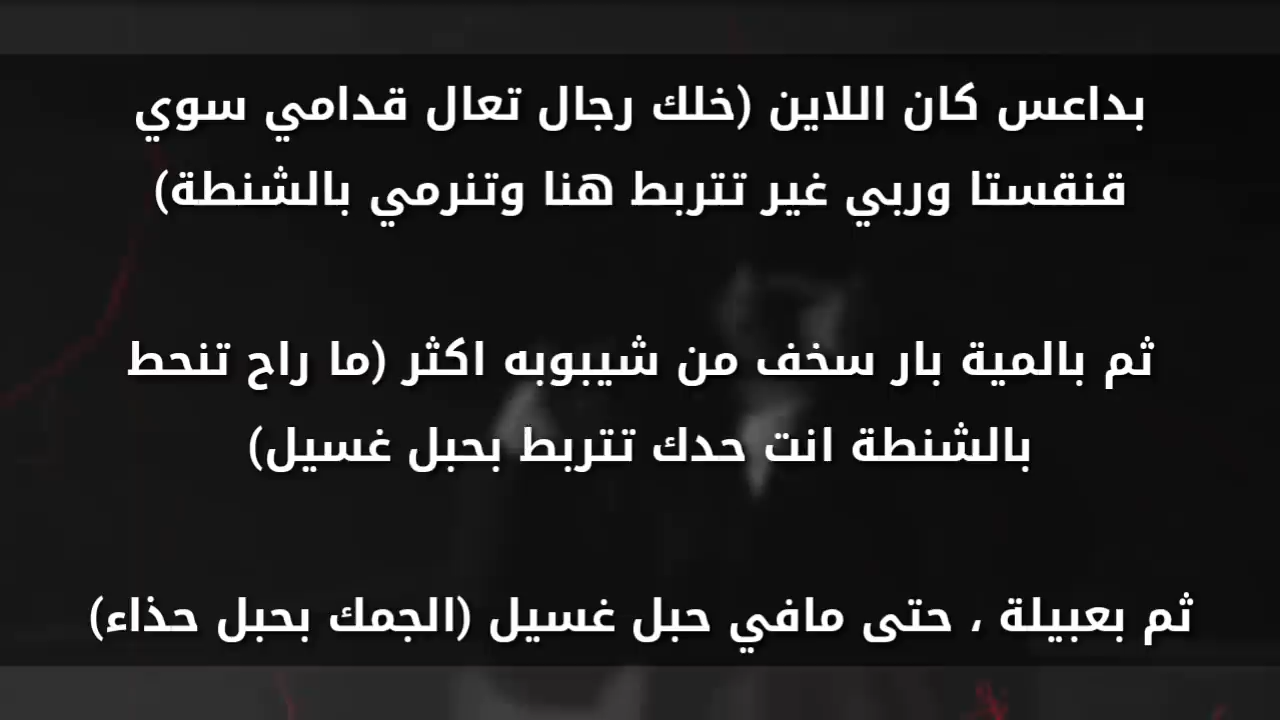 بداعس كان اللاين (خلك رجال تعال قدامي سوي
قنقستا وربي غير تتربط هنا وتنرمي بالشنطة)
ثم بالمية بار سخف من شيبوبه اكثر (ما راح تنحط
بالشنطة انت حدك تتربط بحبل غسيل)
ثم بعبيلة ، حتى مافي حبل غسيل (الجمك بحبل حذاء)